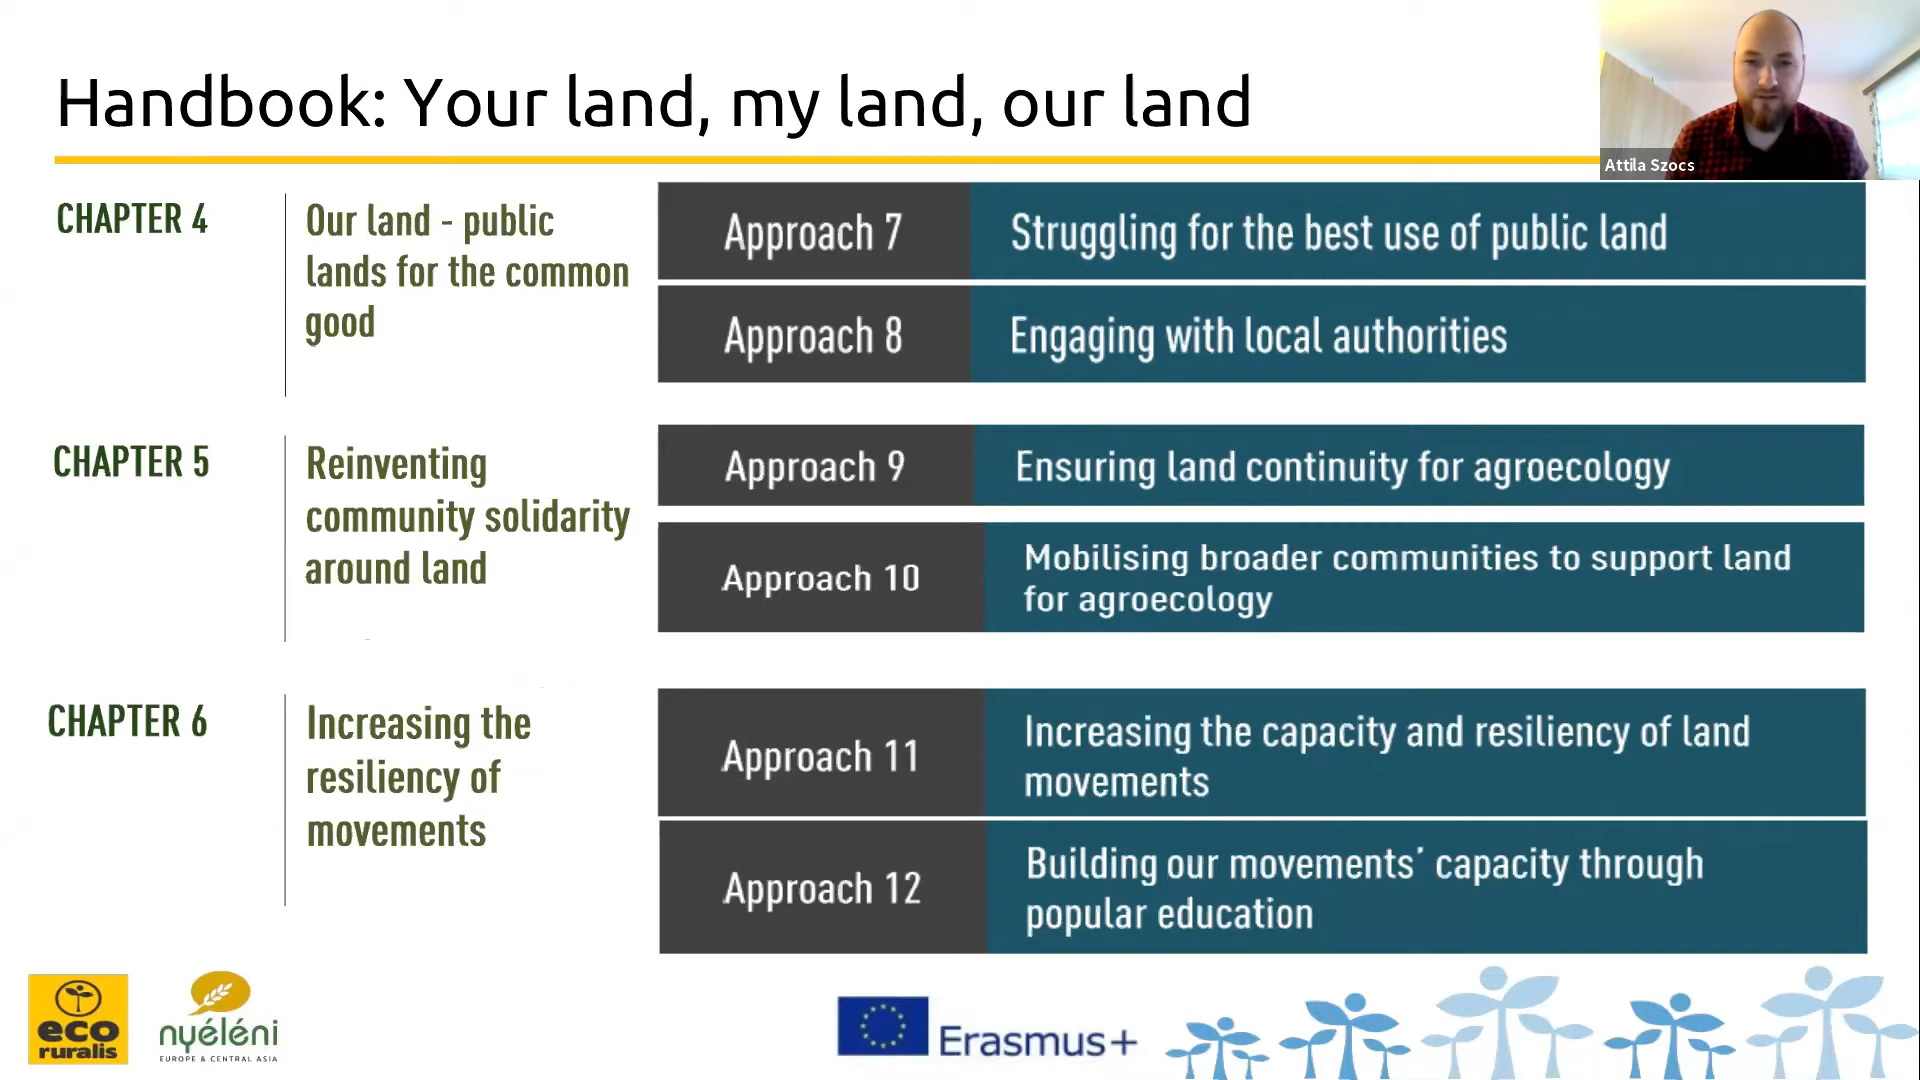 Handbook: Your land, my land, our land
Attila Szocs
CHAPTER 4
Our land - public
lands for the common
good
Approach 7
Struggling for the best use of public land
Approach 8
Engaging with local authorities
CHAPTER 5
Reinventing
community solidarity
around land
Approach 9
Ensuring land continuity for agroecology
Approach 10
Mobilising broader communities to support land
for agroecology
CHAPTER 6
Increasing the
resiliency of
movements
Approach 11
Increasing the capacity and resiliency of land
movements
Approach 12
Building our movements’ capacity through
popular education
eco
ruralis
nyéléni
EUROPE & CENTRAL ASIA
Erasmus+